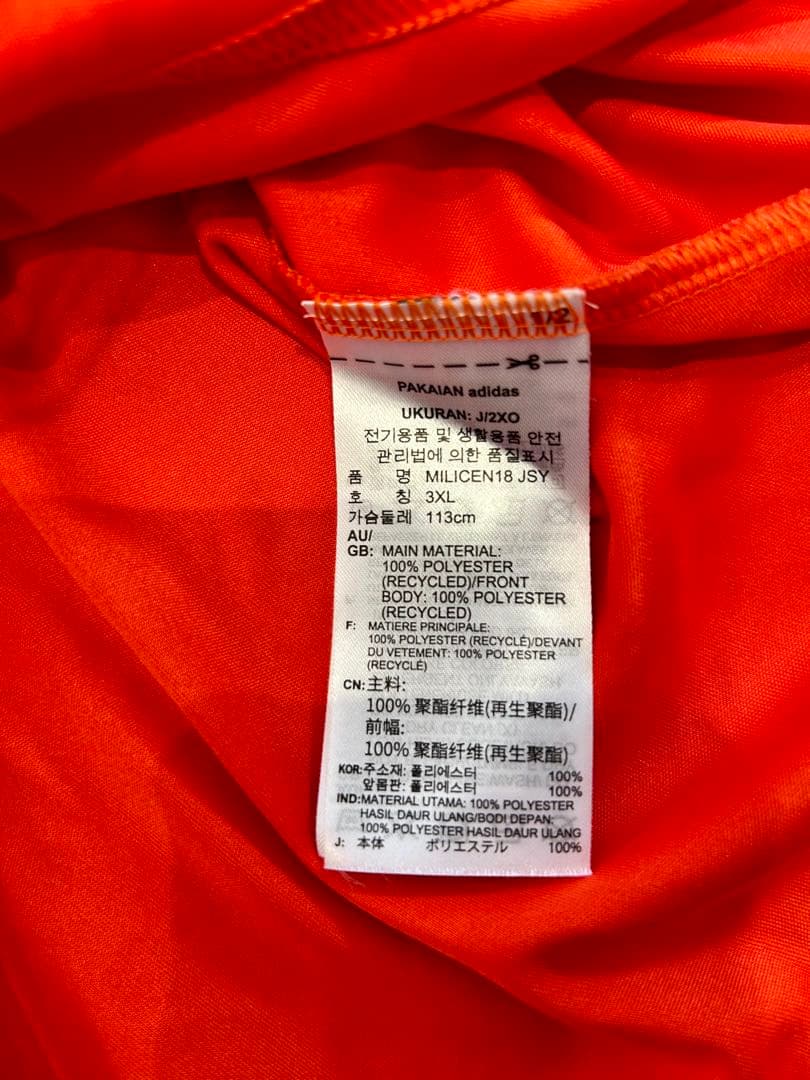 1/2
PAKAIAN adidas
UKURAN: J/2XO
전기용품 및 생활용품 안전
관리법에 의한 품질표시
품 명 MILICEN18 JSY
호 칭 3XL
가슴둘레 113cm
AU/
GB: MAIN MATERIAL:
100% POLYESTER
(RECYCLED)/FRONT
BODY: 100% POLYESTER
(RECYCLED)
F: MATIERE PRINCIPALE:
100% POLYESTER (RECYCLÉ)/DEVANT
DU VETEMENT: 100% POLYESTER
(RECYCLÉ)
CN: 主料:
100% 聚酯纤维(再生聚酯)/
前幅:
100% 聚酯纤维(再生聚酯)
KOR: 주소재: 폴리에스터 100%
앞몸판: 폴리에스터 100%
IND: MATERIAL UTAMA: 100% POLYESTER
HASIL DAUR ULANG/BODI DEPAN:
100% POLYESTER HASIL DAUR ULANG
J: 本体 ポリエステル 100%